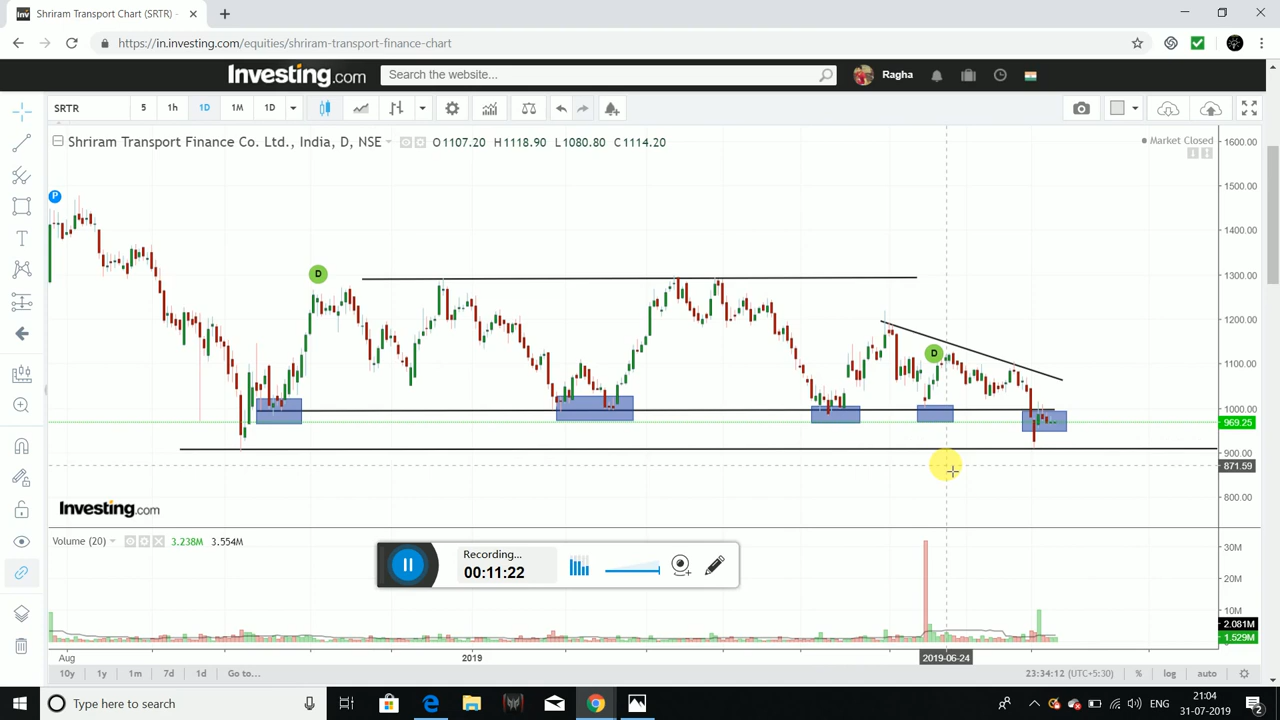 Shriram Transport Chart (SRTR) -
https://in.investing.com/equities/shriram-transport-finance-chart
Investing.com Search the website... Ragha
SRTR 5 1h 1D 1M 1D
Shriram Transport Finance Co. Ltd., India, D, NSE O1107.20 H1118.90 L1080.80 C1114.20
Market Closed
1600.00
1500.00
P
1400.00
D
1300.00
1200.00
D
1100.00
1000.00
969.25
900.00
871.59
800.00
Investing.com
Volume (20) 3.238M 3.554M
30M
20M
10M
2.081M
1.529M
Recording...
00:11:22
Aug 2019 2019-06-24
10y 1y 1m 7d 1d Go to... 23:34:12 (UTC+5:30) % log auto
Type here to search
ENG
21:04
31-07-2019
2